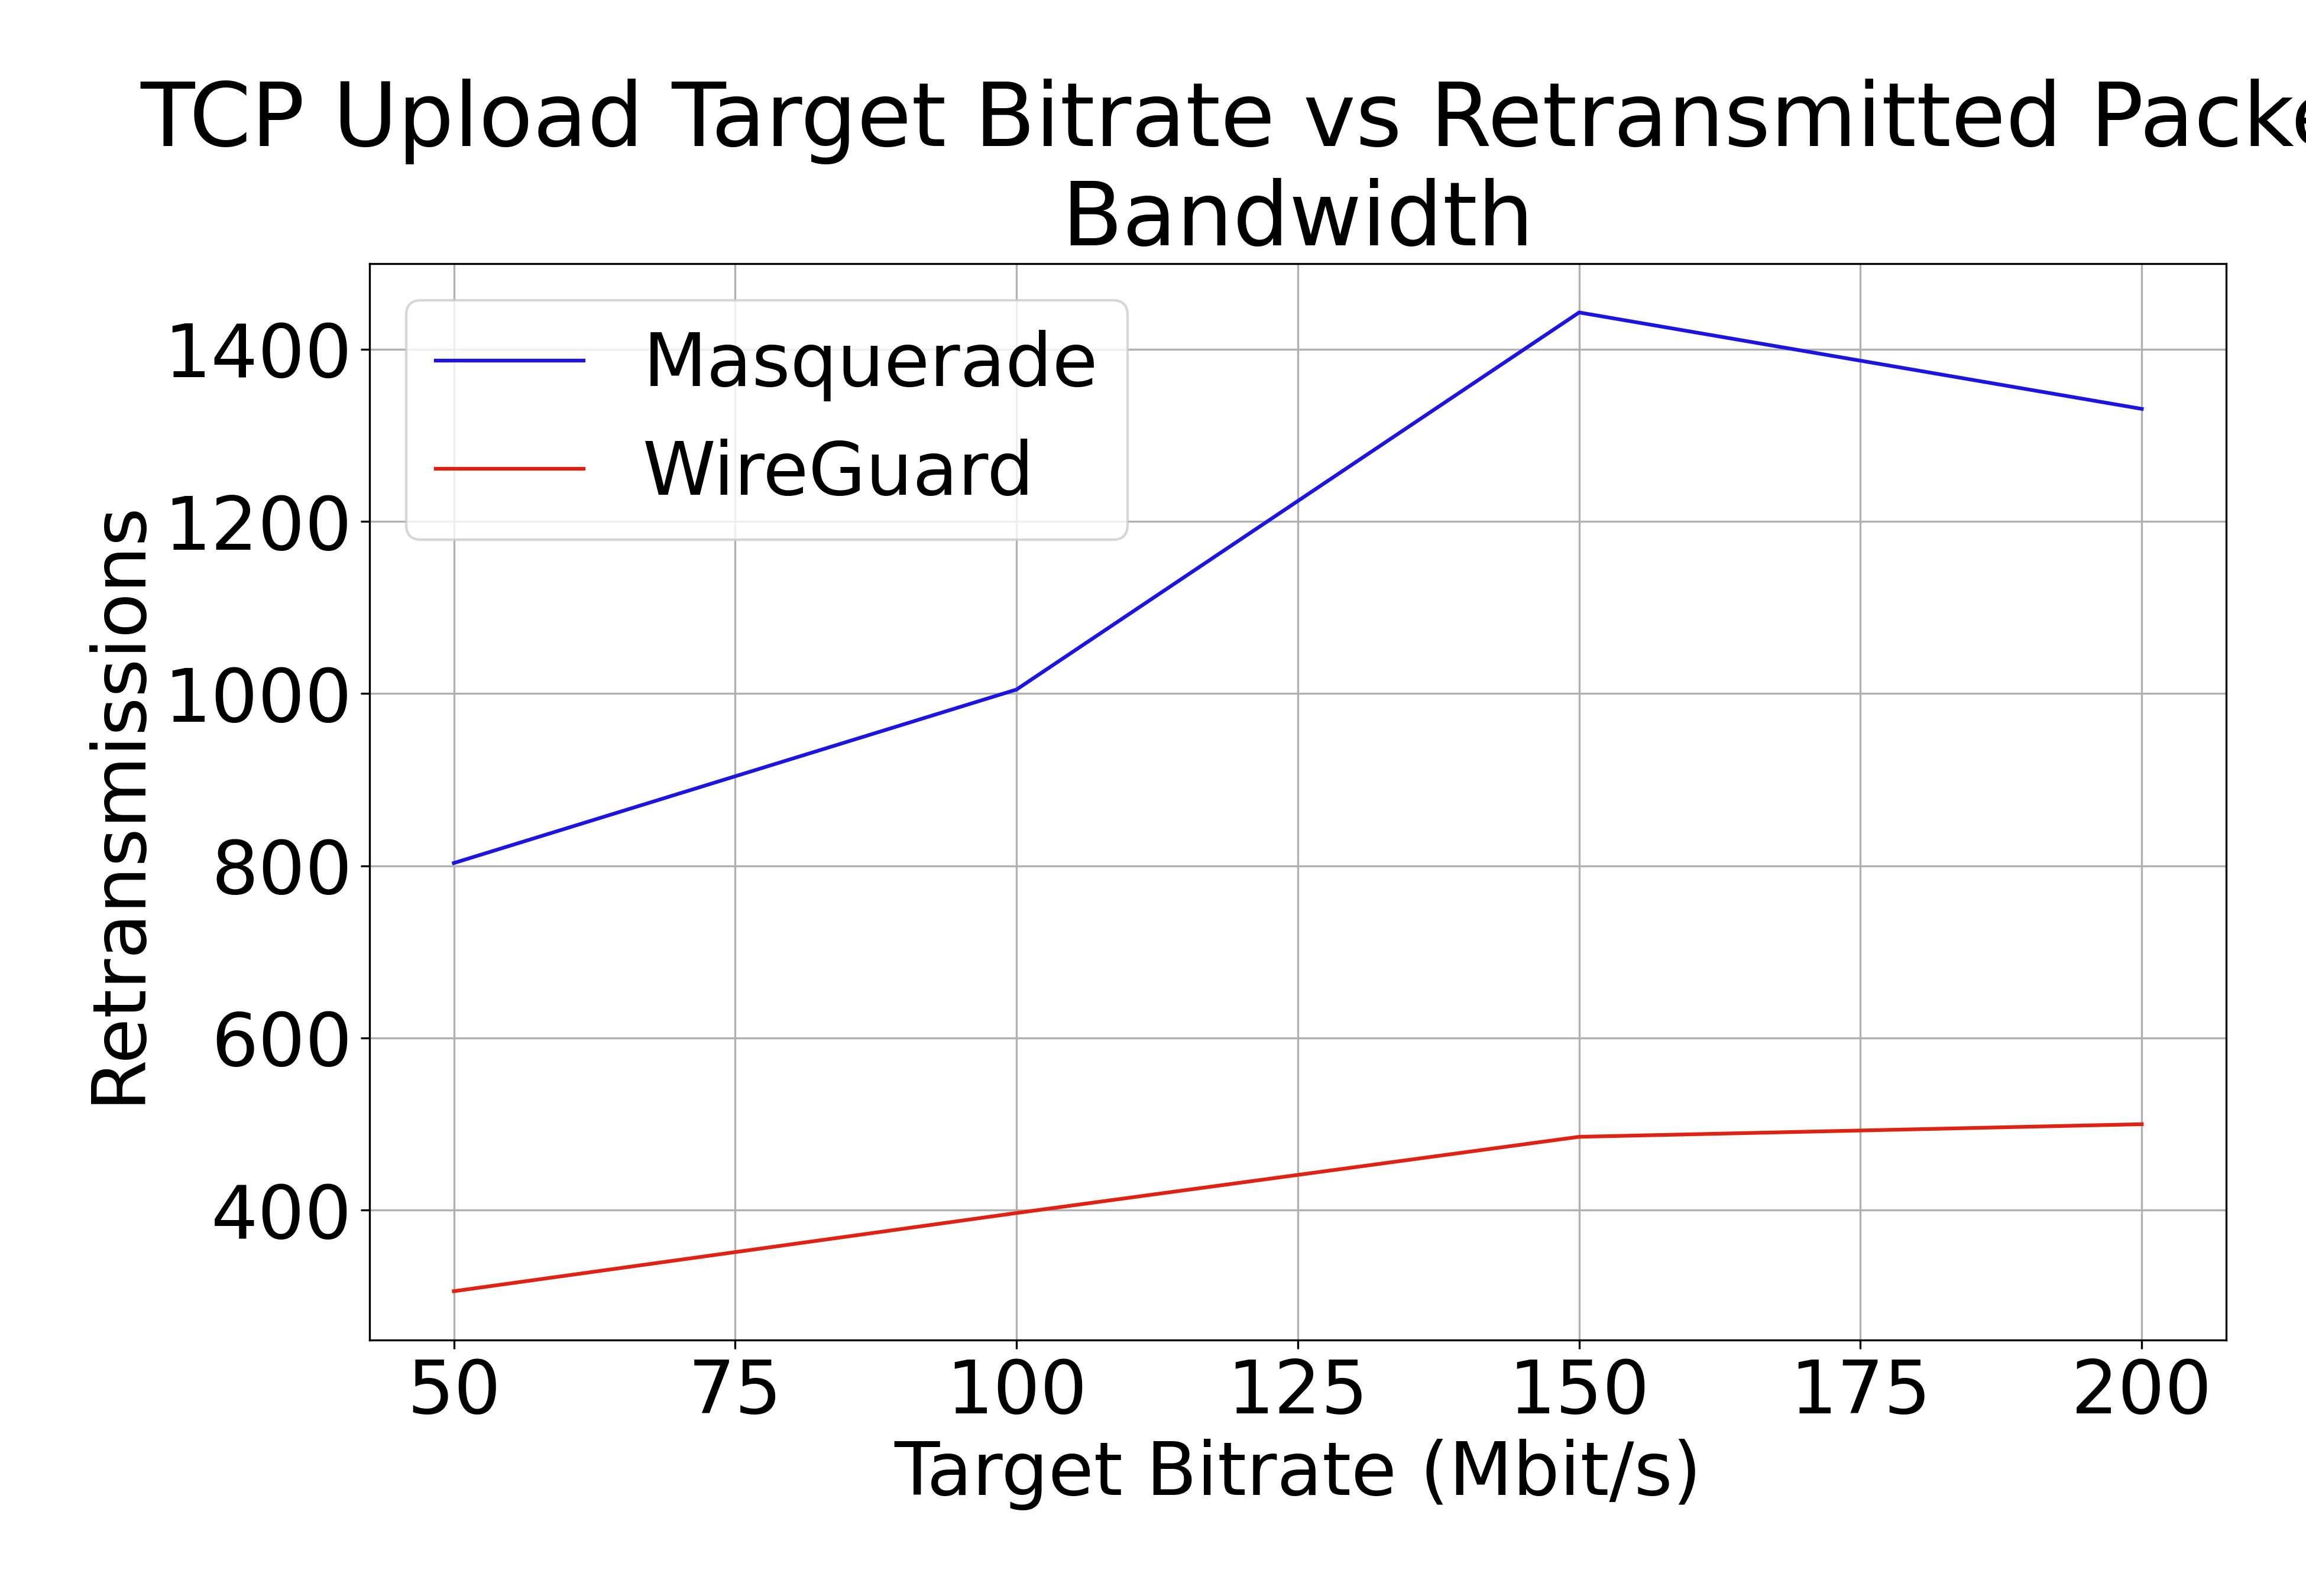 TCP Upload Target Bitrate vs Retransmitted Packe
Bandwidth
Masquerade
WireGuard
Retransmissions
1400
1200
1000
800
600
400
50 75 100 125 150 175 200
Target Bitrate (Mbit/s)